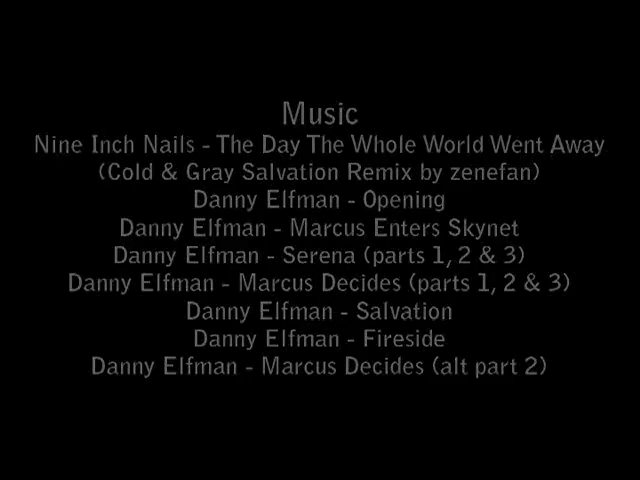 Music
Nine Inch Nails - The Day The Whole World Went Away
(Cold & Gray Salvation Remix by zenefan)
Danny Elfman - Opening
Danny Elfman - Marcus Enters Skynet
Danny Elfman - Serena (parts 1, 2 & 3)
Danny Elfman - Marcus Decides (parts 1, 2 & 3)
Danny Elfman - Salvation
Danny Elfman - Fireside
Danny Elfman - Marcus Decides (alt part 2)